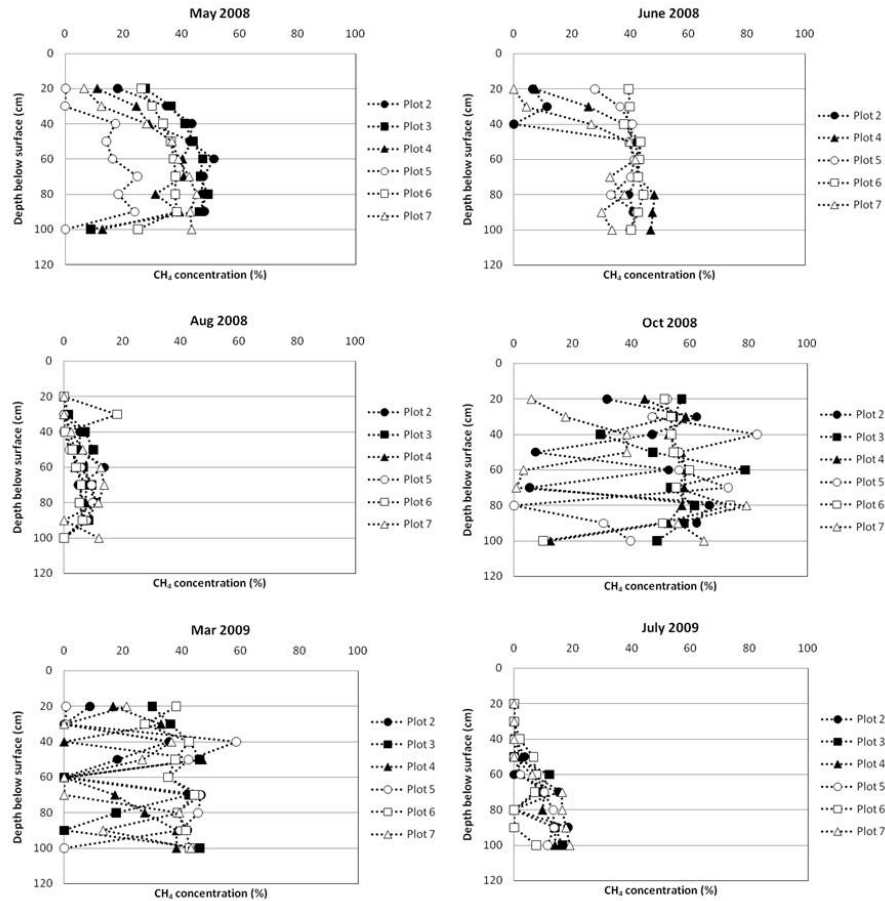 May 2008
0 20 40 60 80 100
0
20
40
60
80
100
120
Depth below surface (cm)
CH₄ concentration (%)
Plot 2
Plot 3
Plot 4
Plot 5
Plot 6
Plot 7
June 2008
0 20 40 60 80 100
0
20
40
60
80
100
120
Depth below surface (cm)
CH₄ concentration (%)
Plot 2
Plot 4
Plot 5
Plot 6
Plot 7
Aug 2008
0 20 40 60 80 100
0
20
40
60
80
100
120
Depth below surface (cm)
CH₄ concentration (%)
Plot 2
Plot 3
Plot 4
Plot 5
Plot 6
Plot 7
Oct 2008
0 20 40 60 80 100
0
20
40
60
80
100
120
Depth below surface (cm)
CH₄ concentration (%)
Plot 2
Plot 3
Plot 4
Plot 5
Plot 6
Plot 7
Mar 2009
0 20 40 60 80 100
0
20
40
60
80
100
120
Depth below surface (cm)
CH₄ concentration (%)
Plot 2
Plot 3
Plot 4
Plot 5
Plot 6
Plot 7
July 2009
0 20 40 60 80 100
0
20
40
60
80
100
120
Depth below surface (cm)
CH₄ concentration (%)
Plot 2
Plot 3
Plot 4
Plot 5
Plot 6
Plot 7